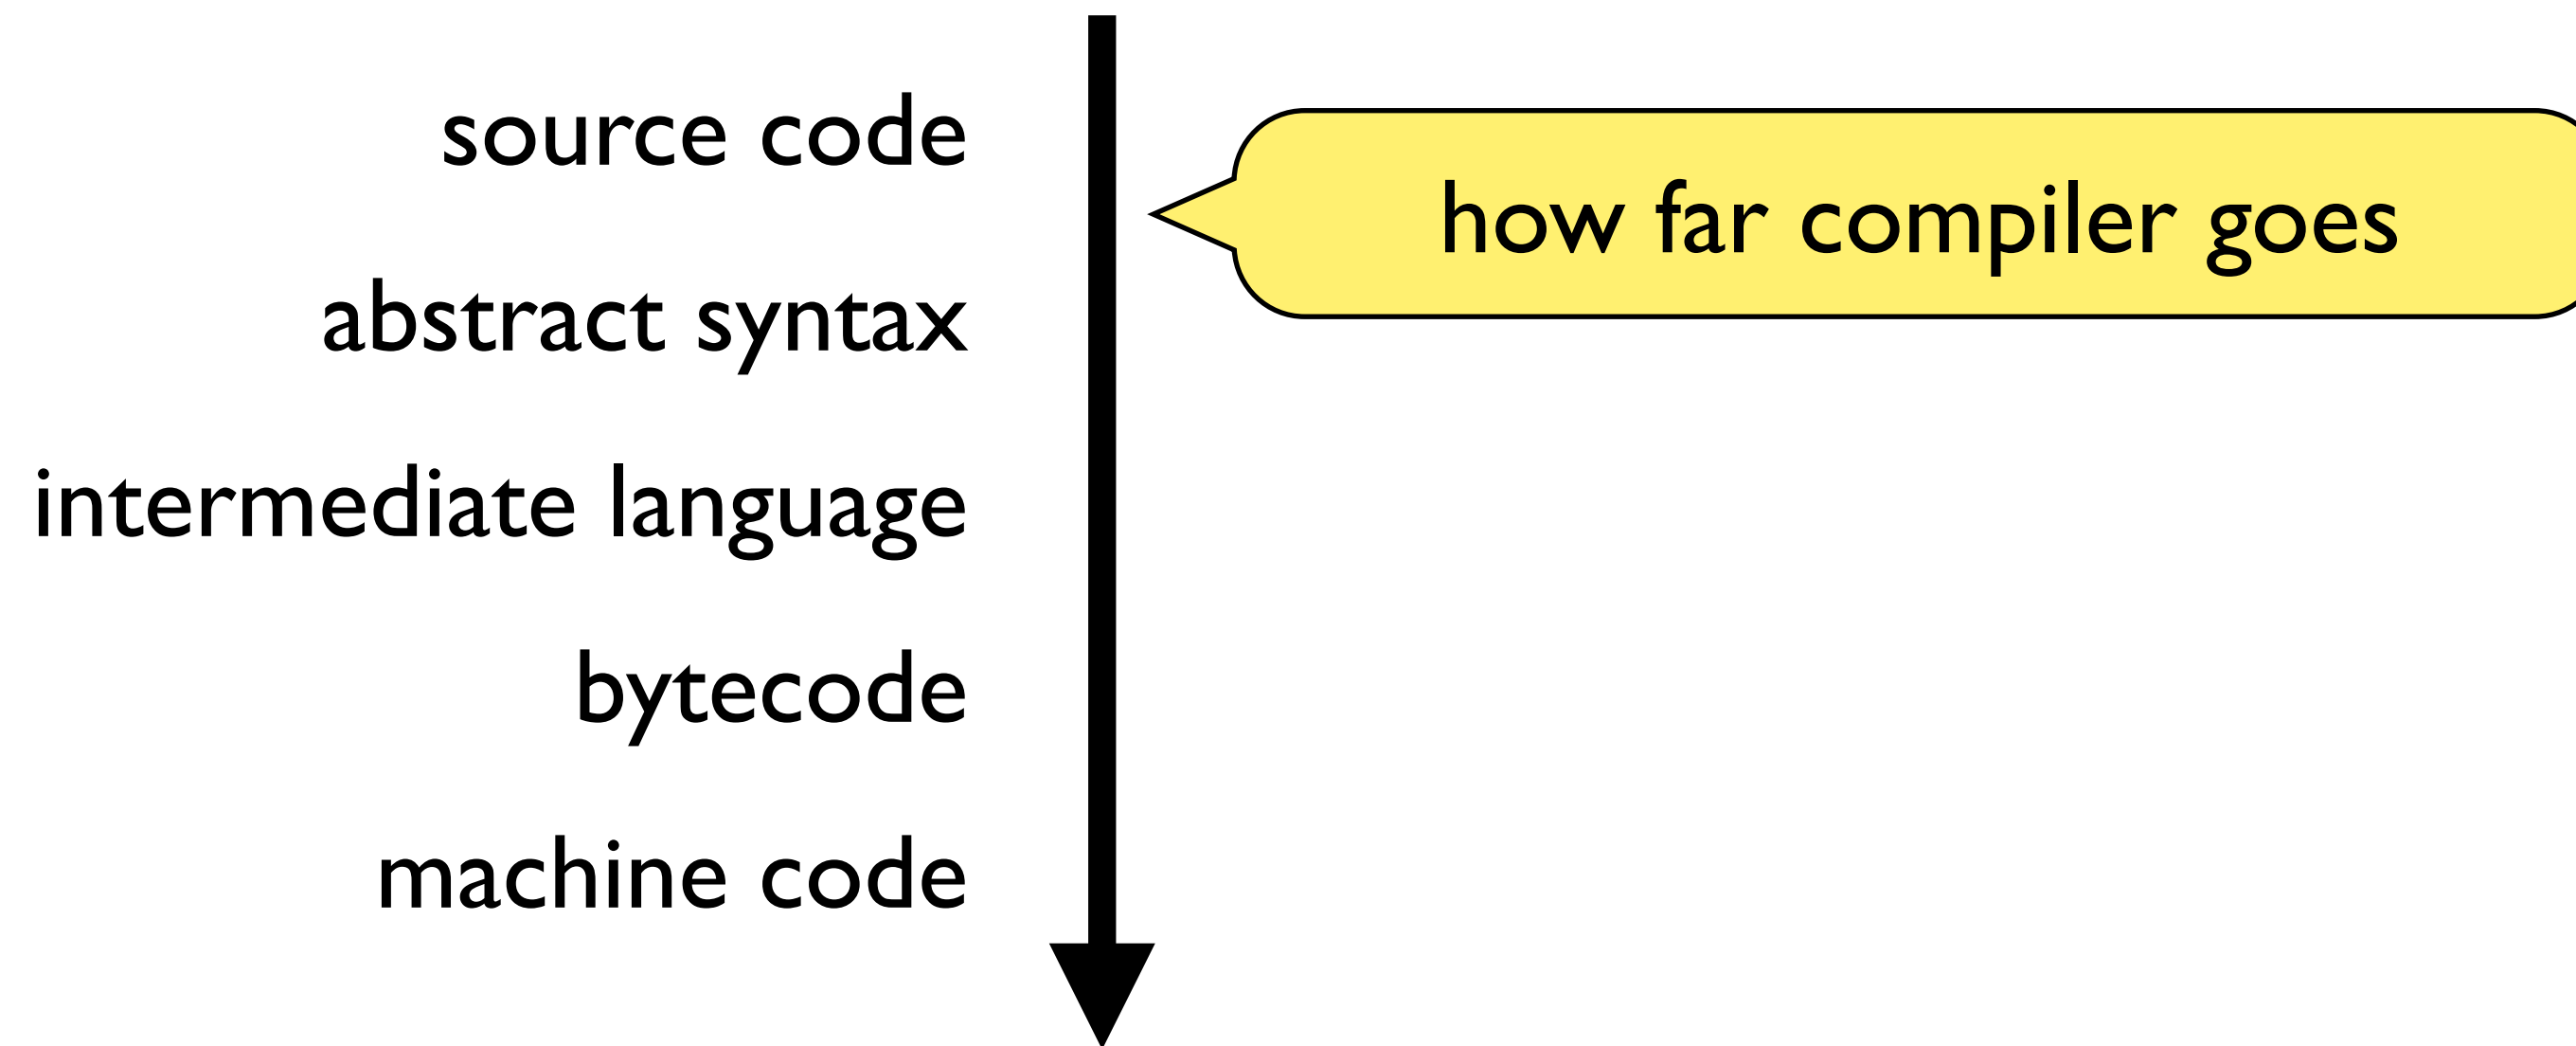 source code
how far compiler goes
abstract syntax
intermediate language
bytecode
machine code